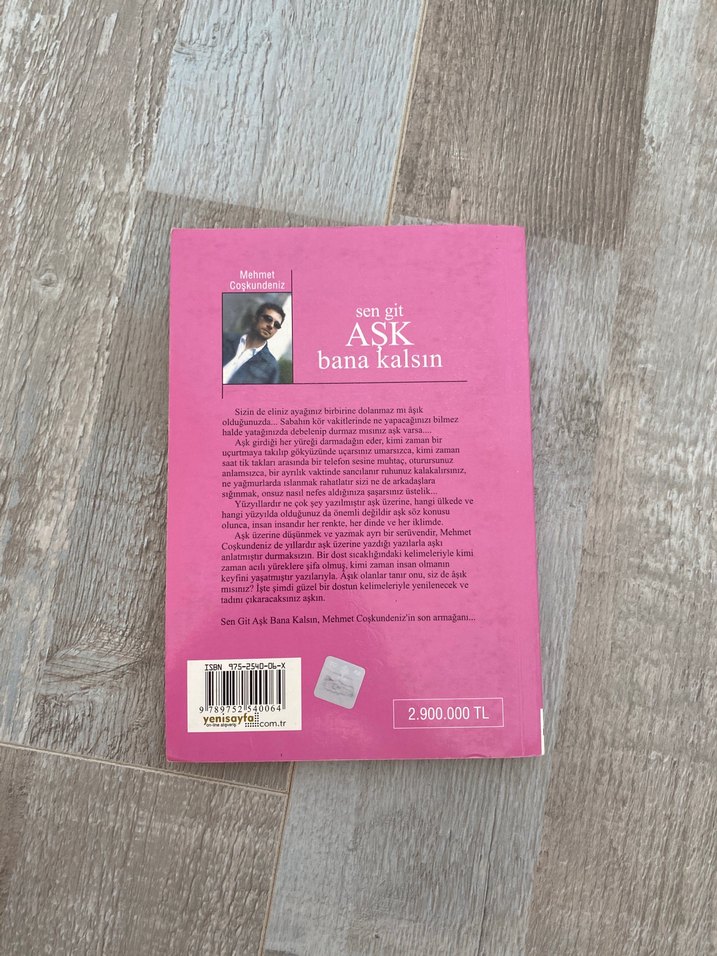 Mehmet
Coşkundeniz
sen git
AŞK
bana kalsın
Sizin de eliniz ayağınız birbirine dolanmaz mı âşık
olduğunuzda... Sabahın kör vakitlerinde ne yapacağınızı bilmez
halde yatağınızda debelenip durmaz mısınız aşk varsa....
Aşk girdiği her yüreği darmadağın eder, kimi zaman bir
uçurtmaya takılıp gökyüzünde uçarsınız umarsızca, kimi zaman
saat tik takları arasında bir telefon sesine muhtaç, oturursunuz
anlamsızca, bir ayrılık vaktinde sancılanır ruhunuz kalakalırsınız,
ne yağmurlarda ıslanmak rahatlatır sizi ne de arkadaşlara
sığınmak, onsuz nasıl nefes aldığınıza şaşarsınız üstelik...
Yüzyıllardır ne çok şey yazılmıştır aşk üzerine, hangi ülkede ve
hangi yüzyılda olduğunuz da önemli değildir aşk söz konusu
olunca, insan insandır her renkte, her dinde ve her iklimde.
Aşk üzerine düşünmek ve yazmak ayrı bir serüvendir, Mehmet
Coşkundeniz de yıllardır aşk üzerine yazdığı yazılarla aşkı
anlatmıştır durmaksızın. Bir dost sıcaklığındaki kelimeleriyle kimi
zaman acılı yüreklere şifa olmuş, kimi zaman insan olmanın
keyfini yaşatmıştır yazılarıyla. Âşık olanlar tanır onu, siz de âşık
mısınız? İşte şimdi güzel bir dostun kelimeleriyle yenilenecek ve
tadını çıkaracaksınız aşkın.
Sen Git Aşk Bana Kalsın, Mehmet Coşkundeniz'in son armağanı...
ISBN 975-2540-06-X
9 789752 540064
yenisayfa.com.tr
on-line alışveriş
2.900.000 TL